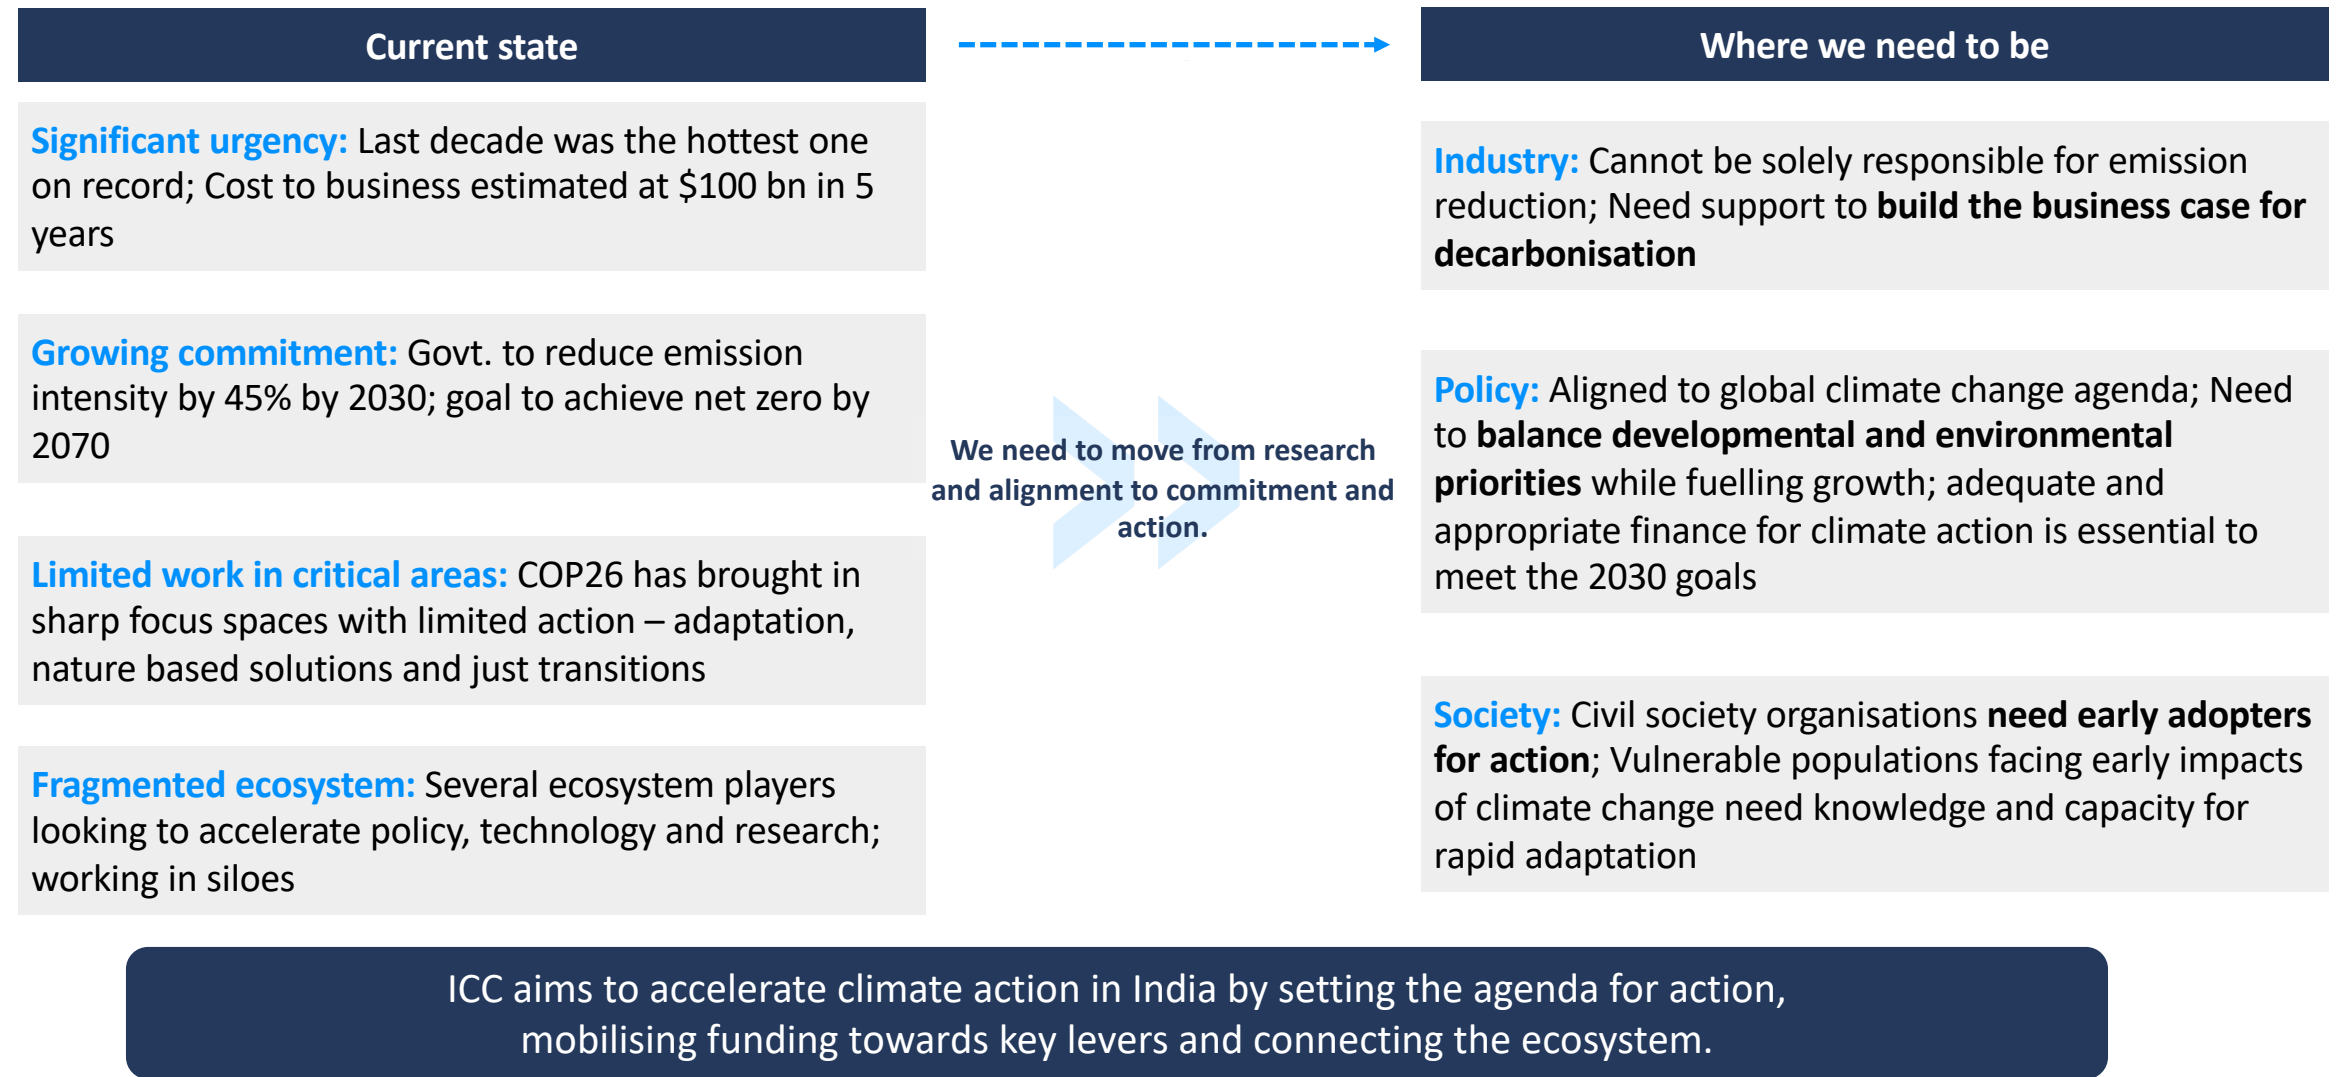 Current state
Significant urgency: Last decade was the hottest one
on record; Cost to business estimated at $100 bn in 5
years
Growing commitment: Govt. to reduce emission
intensity by 45% by 2030; goal to achieve net zero by
2070
Limited work in critical areas: COP26 has brought in
sharp focus spaces with limited action – adaptation,
nature based solutions and just transitions
Fragmented ecosystem: Several ecosystem players
looking to accelerate policy, technology and research;
working in siloes
We need to move from research
and alignment to commitment and
action.
Where we need to be
Industry: Cannot be solely responsible for emission
reduction; Need support to build the business case for
decarbonisation
Policy: Aligned to global climate change agenda; Need
to balance developmental and environmental
priorities while fuelling growth; adequate and
appropriate finance for climate action is essential to
meet the 2030 goals
Society: Civil society organisations need early adopters
for action; Vulnerable populations facing early impacts
of climate change need knowledge and capacity for
rapid adaptation
ICC aims to accelerate climate action in India by setting the agenda for action,
mobilising funding towards key levers and connecting the ecosystem.